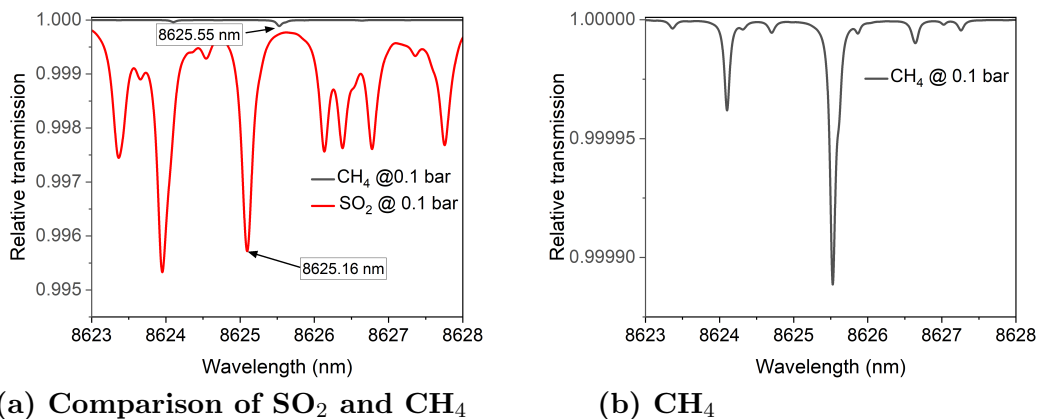 1.000
0.999
0.998
0.997
0.996
0.995
Relative transmission
8625.55 nm
CH₄ @0.1 bar
SO₂ @ 0.1 bar
8625.16 nm
8623 8624 8625 8626 8627 8628
Wavelength (nm)
(a) Comparison of SO₂ and CH₄
1.00000
0.99995
0.99990
Relative transmission
CH₄ @ 0.1 bar
8623 8624 8625 8626 8627 8628
Wavelength (nm)
(b) CH₄